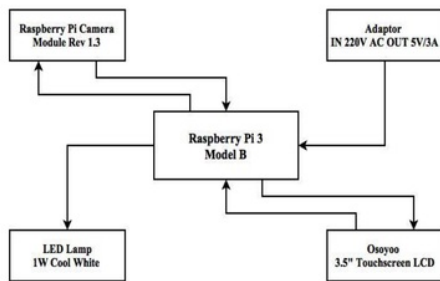 Raspberry Pi Camera
Module Rev 1.3
Adaptor
IN 220V AC OUT 5V/3A
Raspberry Pi 3
Model B
LED Lamp
1W Cool White
Osoyoo
3.5" Touchscreen LCD